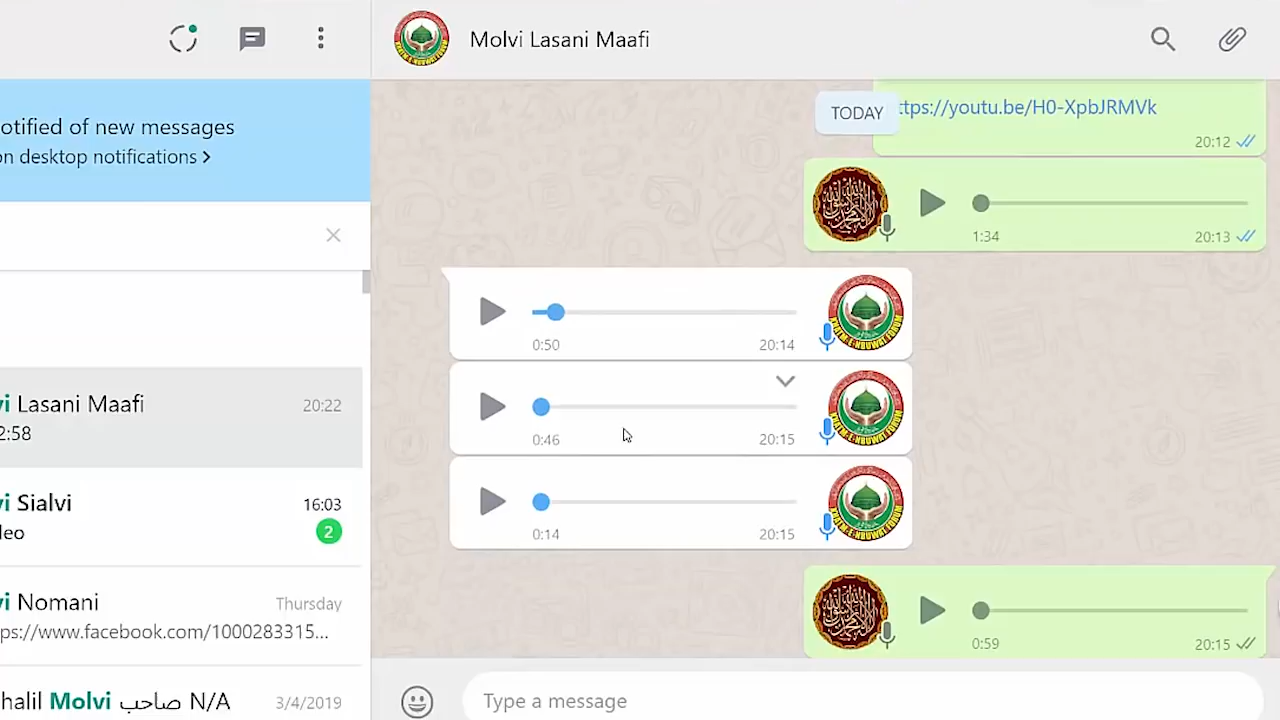 Molvi Lasani Maafi
otified of new messages
on desktop notifications
vi Lasani Maafi
20:22
2:58
vi Sialvi
16:03
deo
2
vi Nomani
Thursday
ps://www.facebook.com/1000283315...
halil Molvi صاحب N/A
3/4/2019
TODAY
ttps://youtu.be/H0-XpbJRMVk
20:12
1:34
20:13
0:50
20:14
0:46
20:15
0:14
20:15
0:59
20:15
Type a message